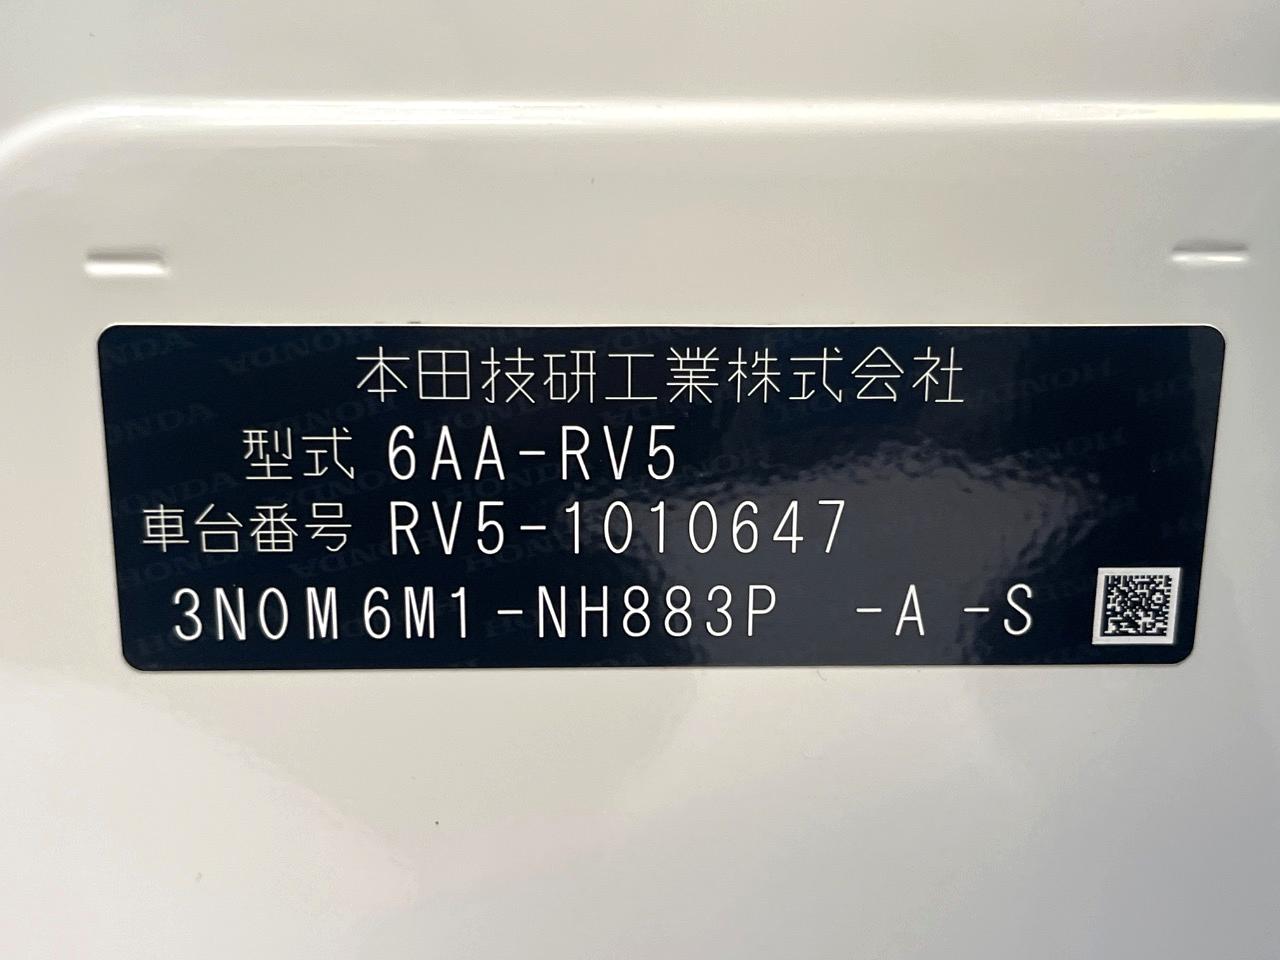 本田技研工業株式会社
型式 6AA-RV5
車台番号 RV5-1010647
3N0M6M1-NH883P -A -S